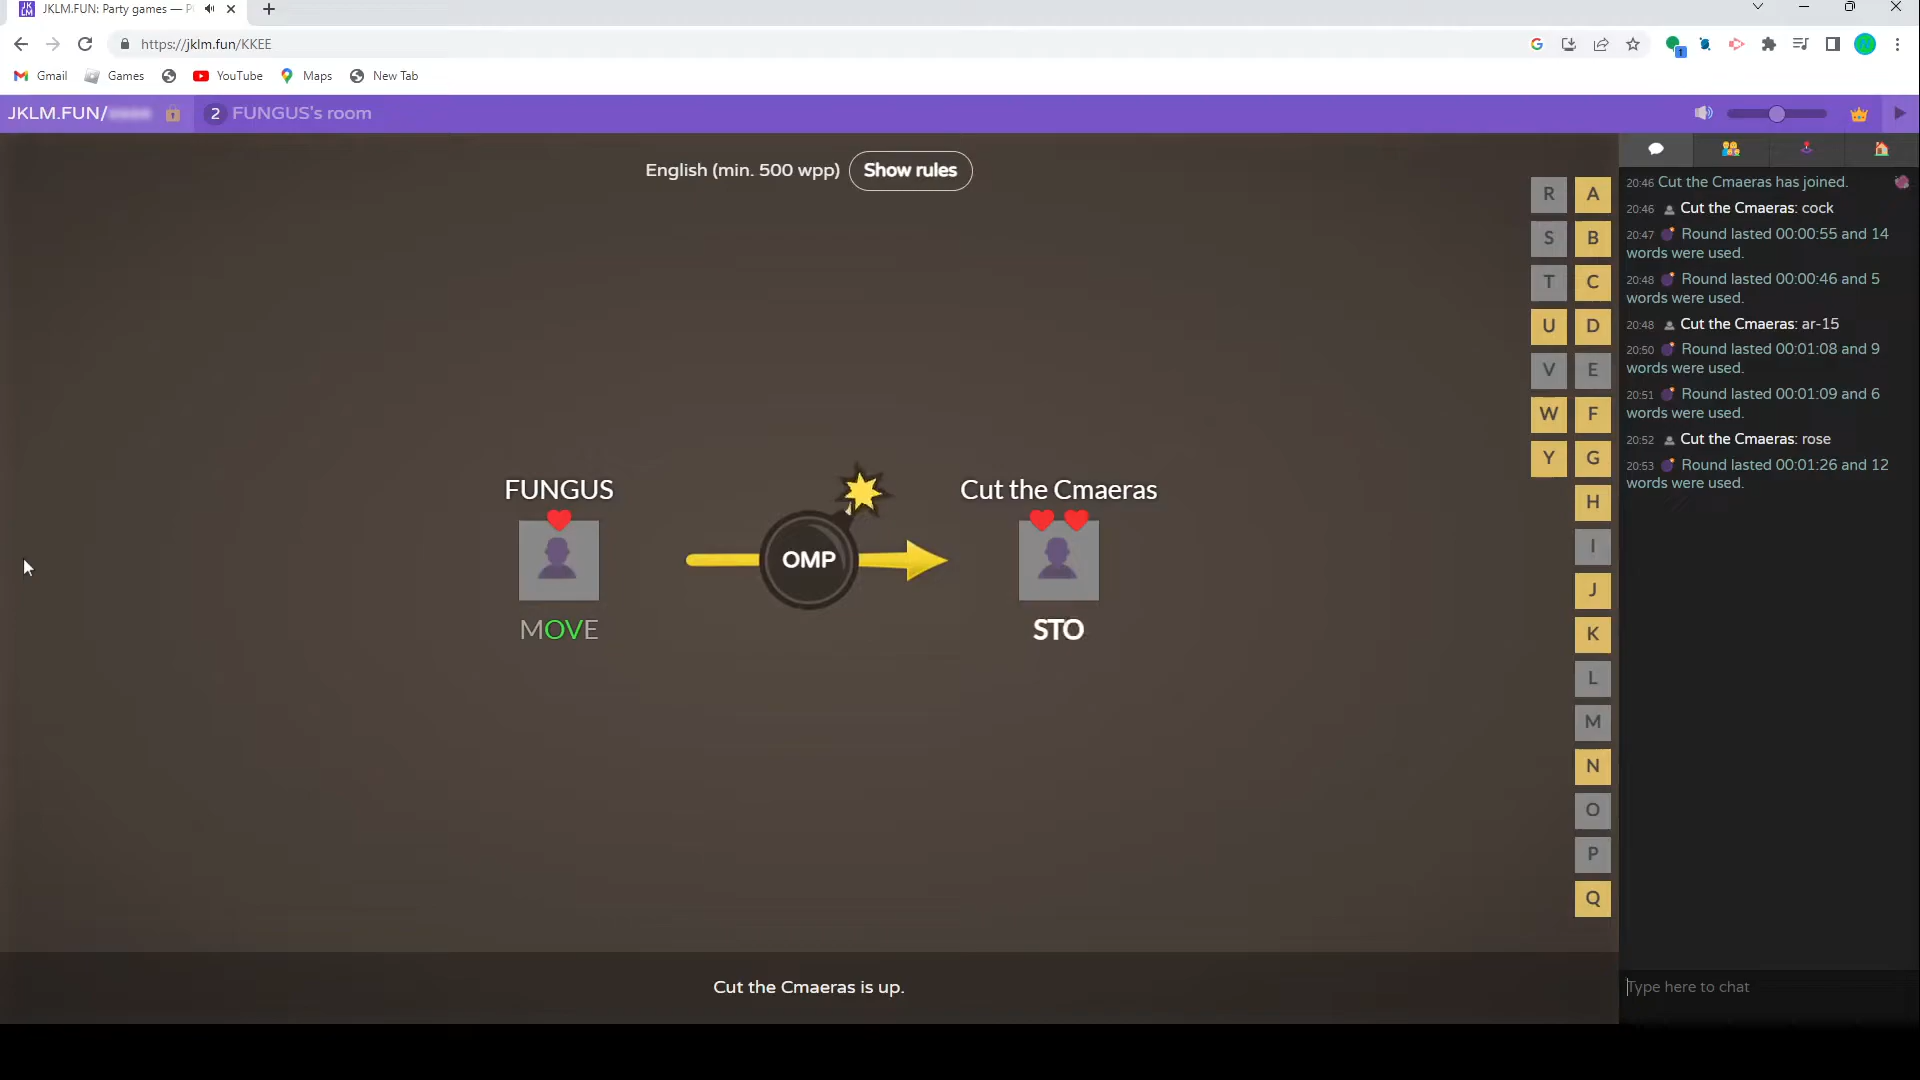 JKLM.FUN: Party games — P
https://jklm.fun/KKEE
Gmail
Games
YouTube
Maps
New Tab
JKLM.FUN/
2 FUNGUS's room
English (min. 500 wpp) Show rules
FUNGUS
MOVE
OMP
Cut the Cmaeras
STO
Cut the Cmaeras is up.
R A
S B
T C
U D
V E
W F
Y G
H
I
J
K
L
M
N
O
P
Q
1
20:46 Cut the Cmaeras has joined.
20:46 Cut the Cmaeras: cock
20:47 Round lasted 00:00:55 and 14
words were used.
20:48 Round lasted 00:00:46 and 5
words were used.
20:48 Cut the Cmaeras: ar-15
20:50 Round lasted 00:01:08 and 9
words were used.
20:51 Round lasted 00:01:09 and 6
words were used.
20:52 Cut the Cmaeras: rose
20:53 Round lasted 00:01:26 and 12
words were used.
Type here to chat